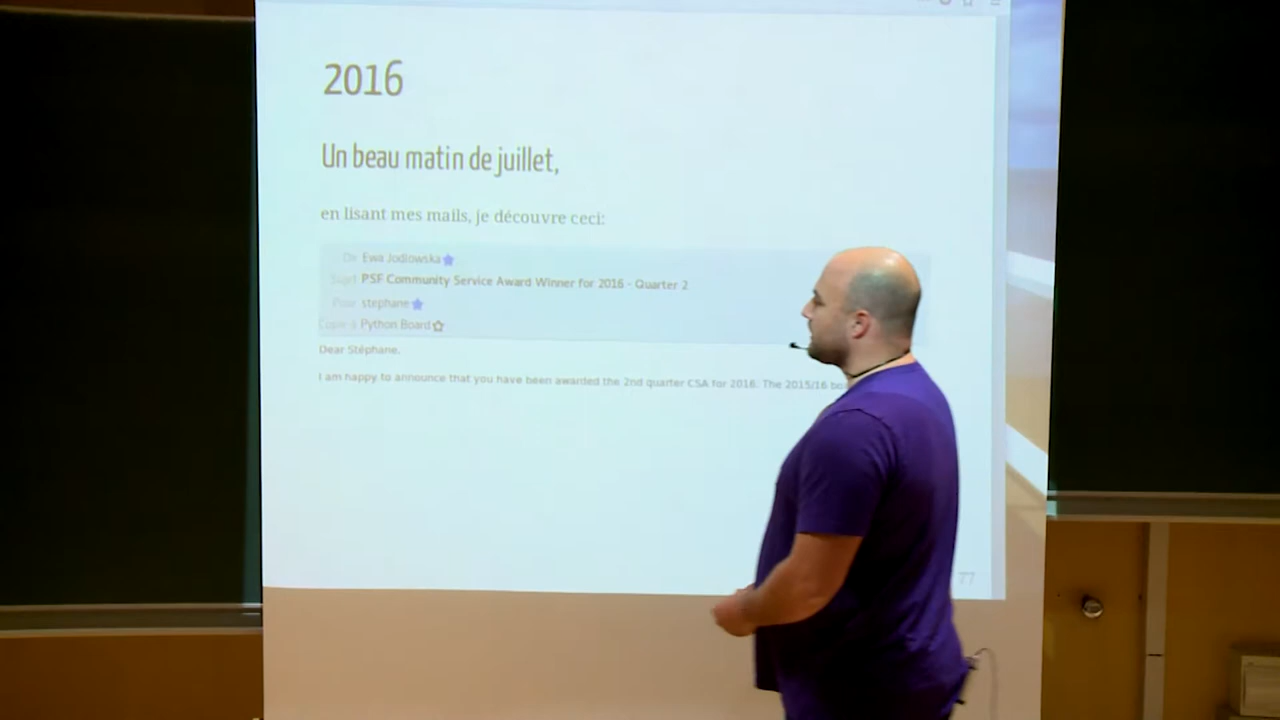 2016
Un beau matin de juillet,
en lisant mes mails, je découvre ceci:
De Ewa Jodlowska
Sujet PSF Community Service Award Winner for 2016 - Quarter 2
Pour stephane
Copie à Python Board
Dear Stéphane,
I am happy to announce that you have been awarded the 2nd quarter CSA for 2016. The 2015/16
77